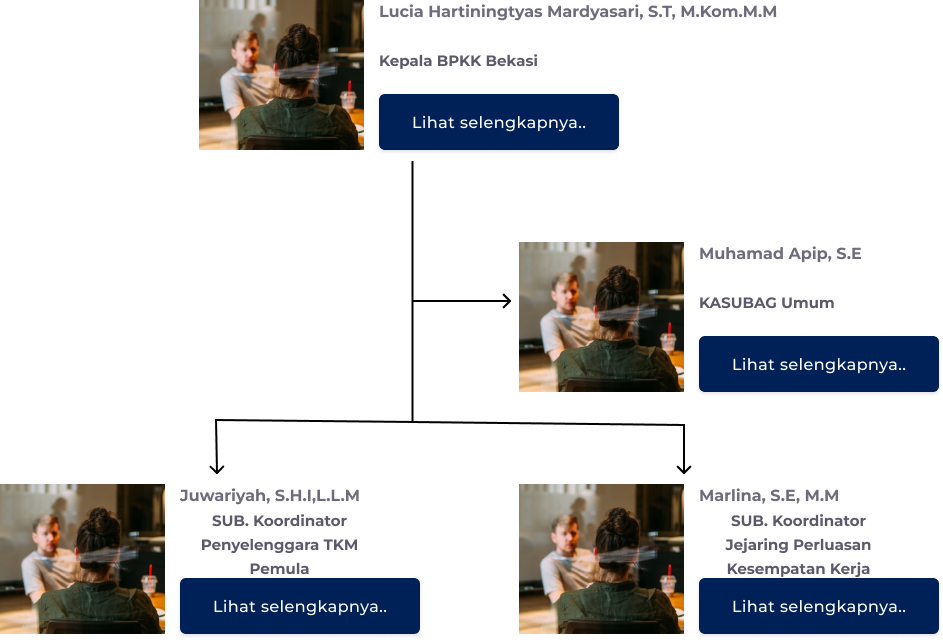 Lucia Hartiningtyas Mardyasari, S.T, M.Kom.M.M
Kepala BPKK Bekasi
Lihat selengkapnya..
Muhamad Apip, S.E
KASUBAG Umum
Lihat selengkapnya..
Juwariyah, S.H.I,L.L.M
SUB. Koordinator
Penyelenggara TKM
Pemula
Lihat selengkapnya..
Marlina, S.E, M.M
SUB. Koordinator
Jejaring Perluasan
Kesempatan Kerja
Lihat selengkapnya..